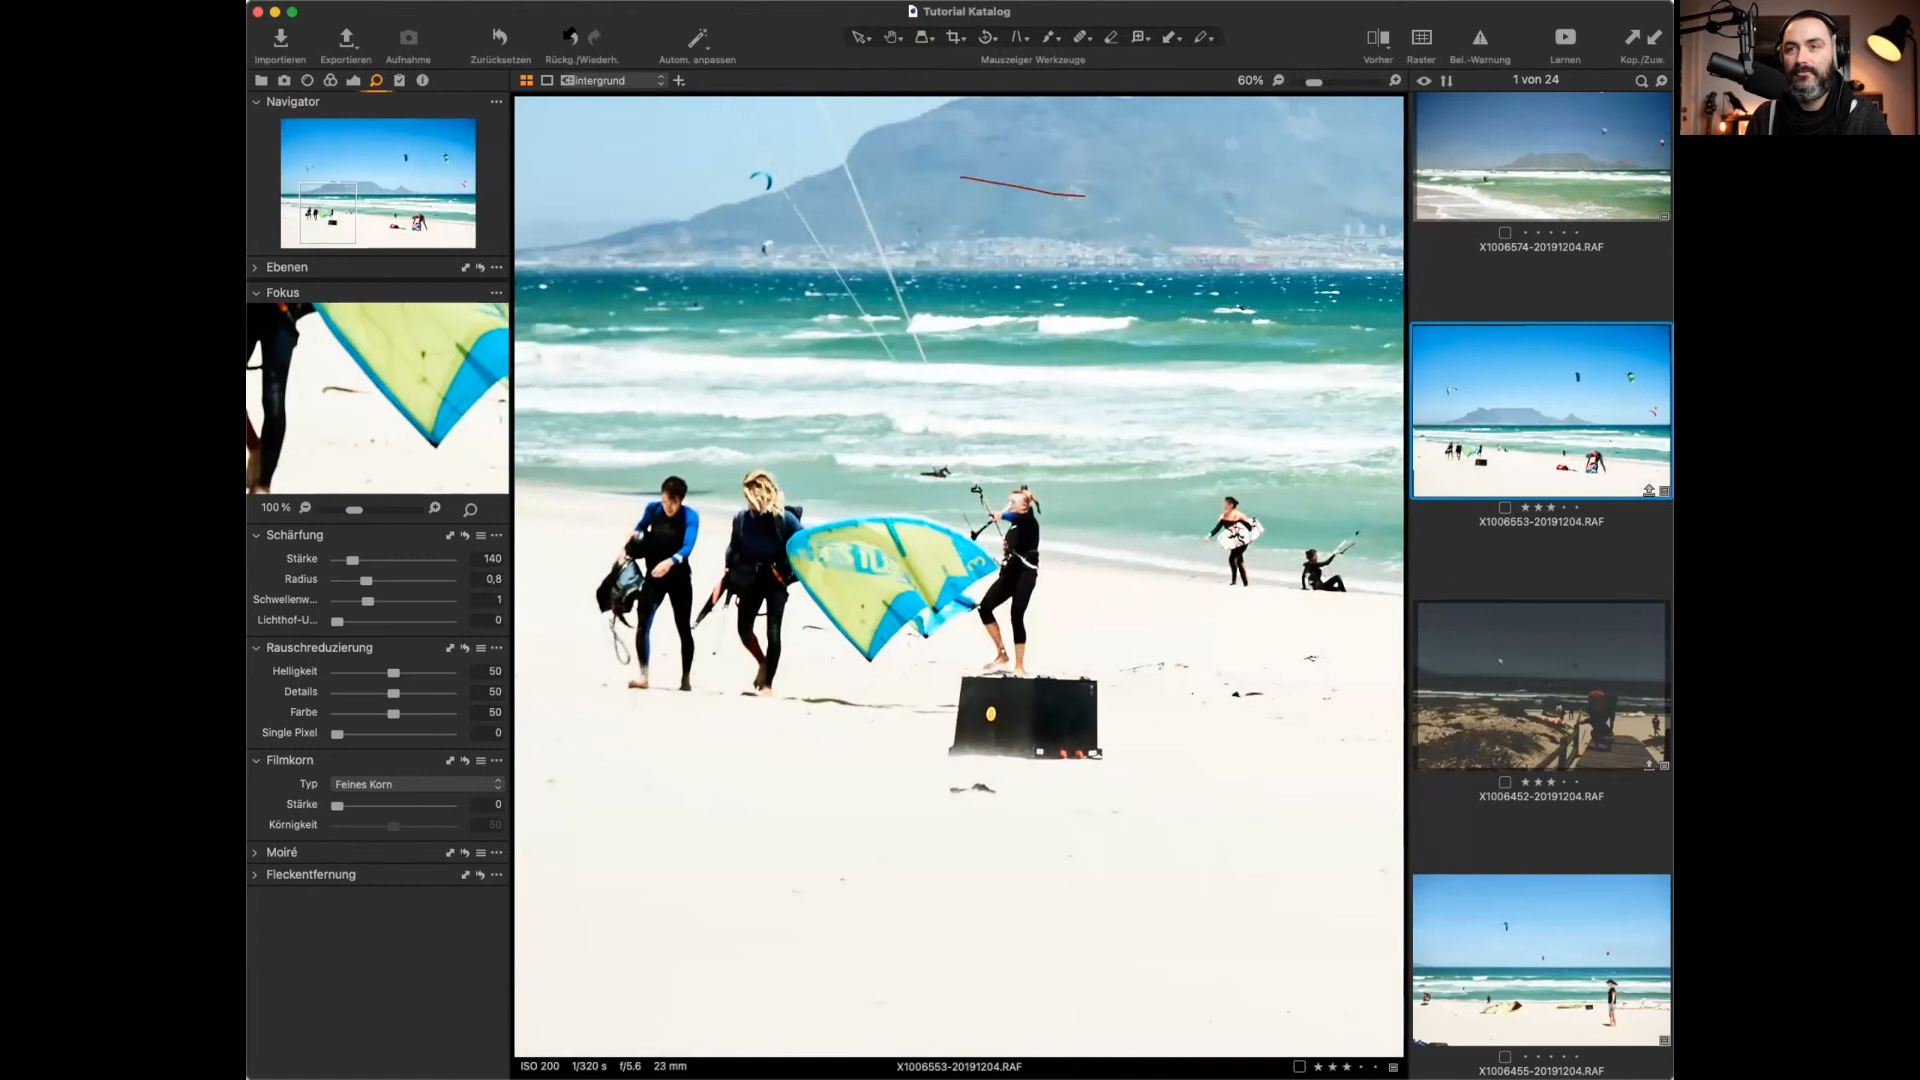 Tutorial Katalog
Importieren
Exportieren
Aufnahme
Zurücksetzen
Rückg./Wiederh.
Autom. anpassen
Mauszeiger Werkzeuge
Vorher
Raster
Bel.-Warnung
Lernen
Kop./Zuw.
intergrund
60%
1 von 24
Navigator
Ebenen
Fokus
100 %
Schärfung
Stärke 140
Radius 0,8
Schwellenw... 1
Lichthof-U... 0
Rauschreduzierung
Helligkeit 50
Details 50
Farbe 50
Single Pixel 0
Filmkorn
Typ Feines Korn
Stärke 0
Körnigkeit 50
Moiré
Fleckentfernung
ISO 200 1/320 s f/5.6 23 mm
X1006553-20191204.RAF
X1006574-20191204.RAF
X1006553-20191204.RAF
X1006452-20191204.RAF
X1006455-20191204.RAF